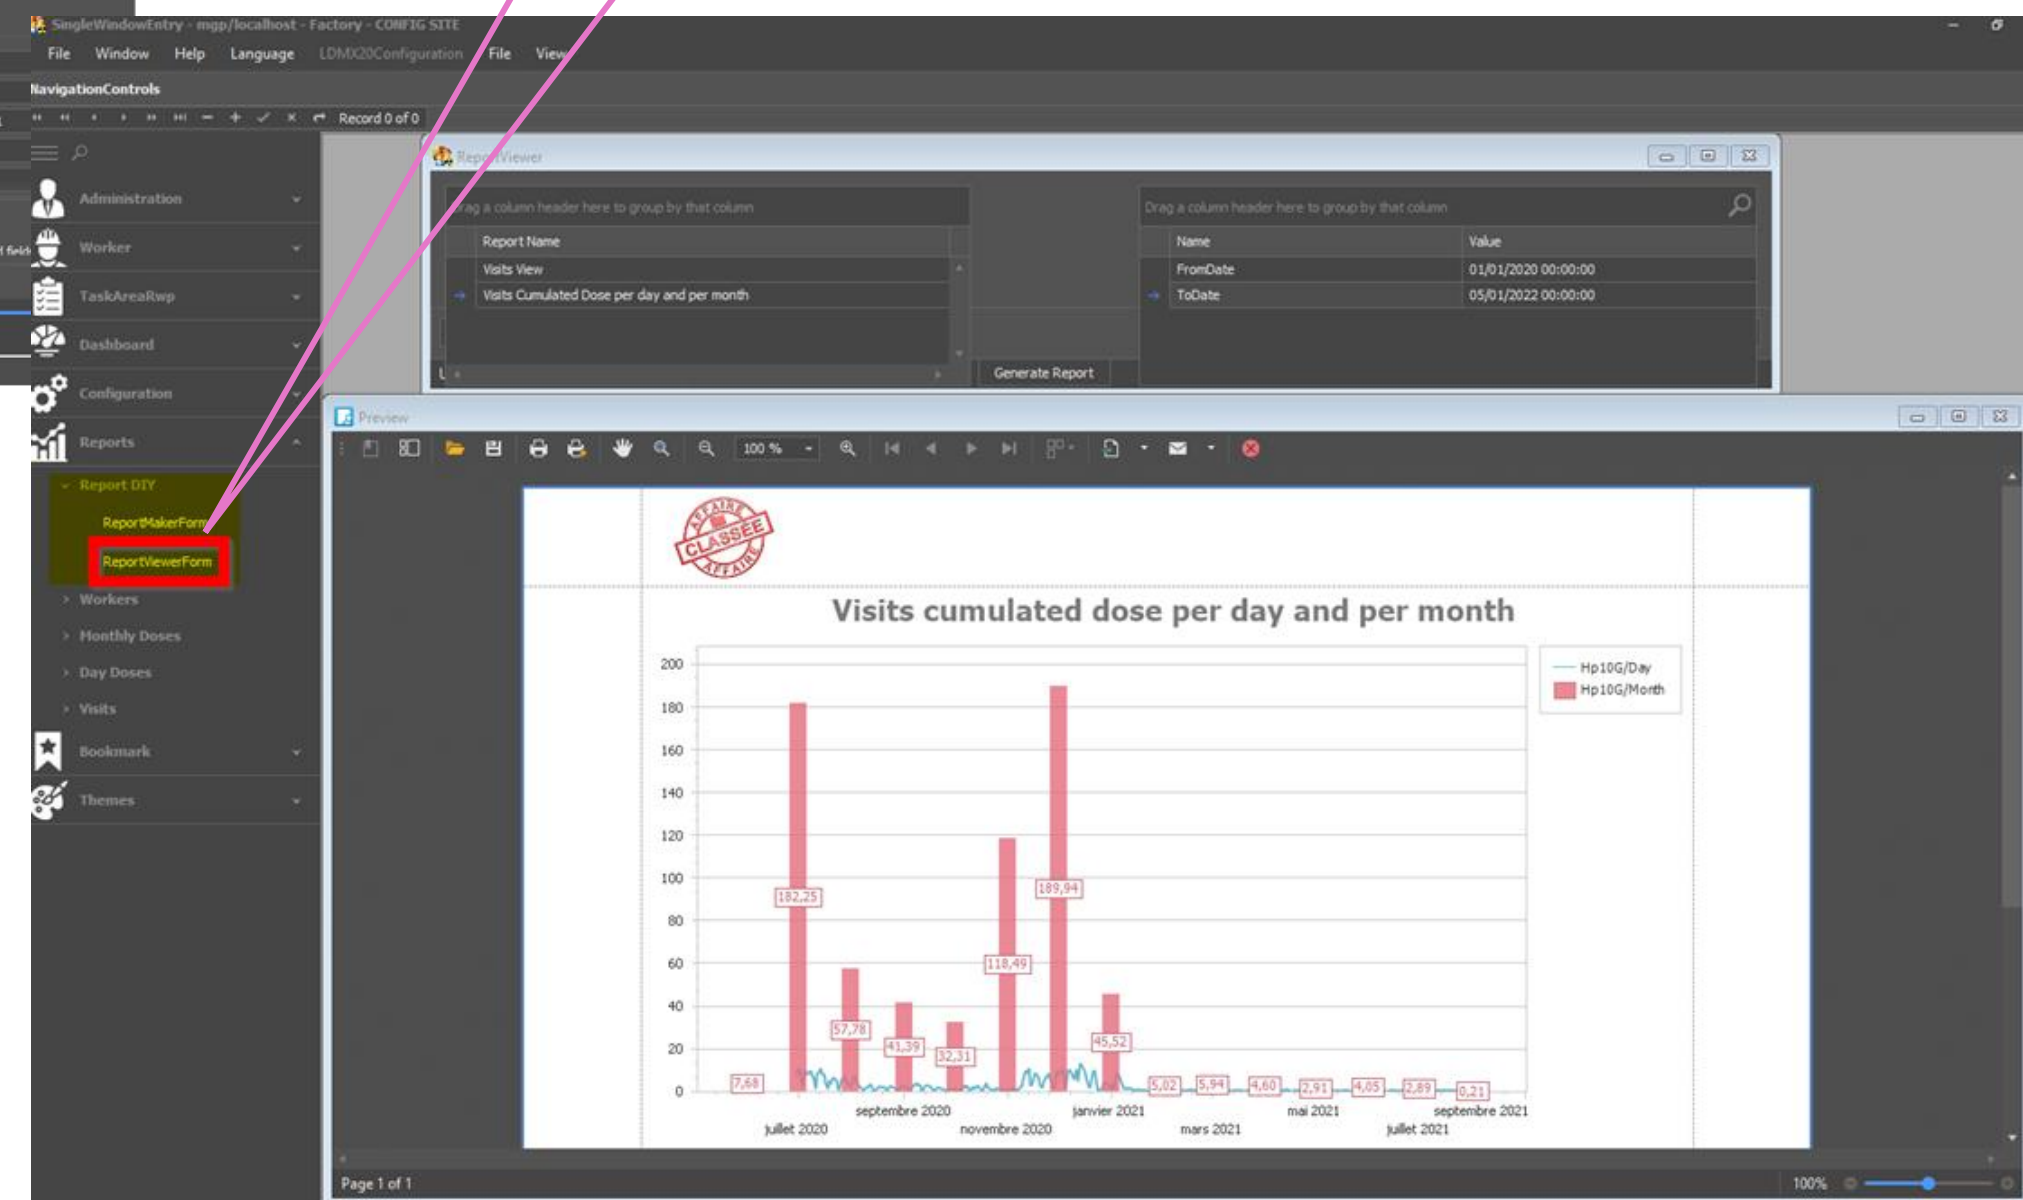 SingleWindowEntry - mgp/localhost - Factory - CONFIG SITE
File Window Help Language LDMX20Configuration File View
NavigationControls
Record 0 of 0
ReportViewer
Drag a column header here to group by that column
Drag a column header here to group by that column
Report Name
Name Value
Visits View
FromDate 01/01/2020 00:00:00
Visits Cumulated Dose per day and per month
ToDate 05/01/2022 00:00:00
Generate Report
Administration
Worker
TaskAreaRwp
Dashboard
Configuration
Reports
Report DIY
ReportMakerForm
ReportViewerForm
Workers
Monthly Doses
Day Doses
Visits
Bookmark
Themes
Preview
100 %
AFFAIRE
CLASSÉE
AFFAIRE
Visits cumulated dose per day and per month
Hp10G/Day
Hp10G/Month
200
180
160
140
120
100
80
60
40
20
0
7,68
182,25
57,78
41,39
32,31
118,49
189,94
45,52
5,02
5,94
4,60
2,91
4,05
2,89
0,21
juillet 2020
septembre 2020
novembre 2020
janvier 2021
mars 2021
mai 2021
juillet 2021
septembre 2021
Page 1 of 1
100%